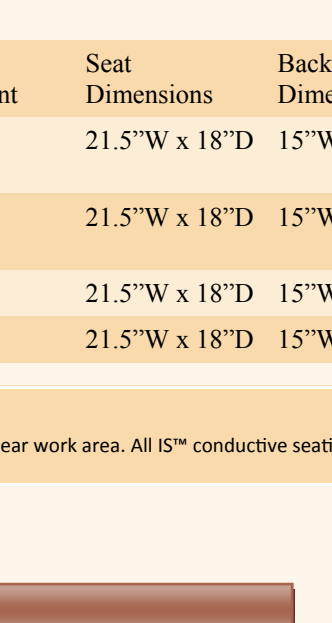 Seat Back
nt Dimensions Dime
21.5”W x 18”D 15”W
21.5”W x 18”D 15”W
21.5”W x 18”D 15”W
21.5”W x 18”D 15”W
ear work area. All IS™ conductive seati